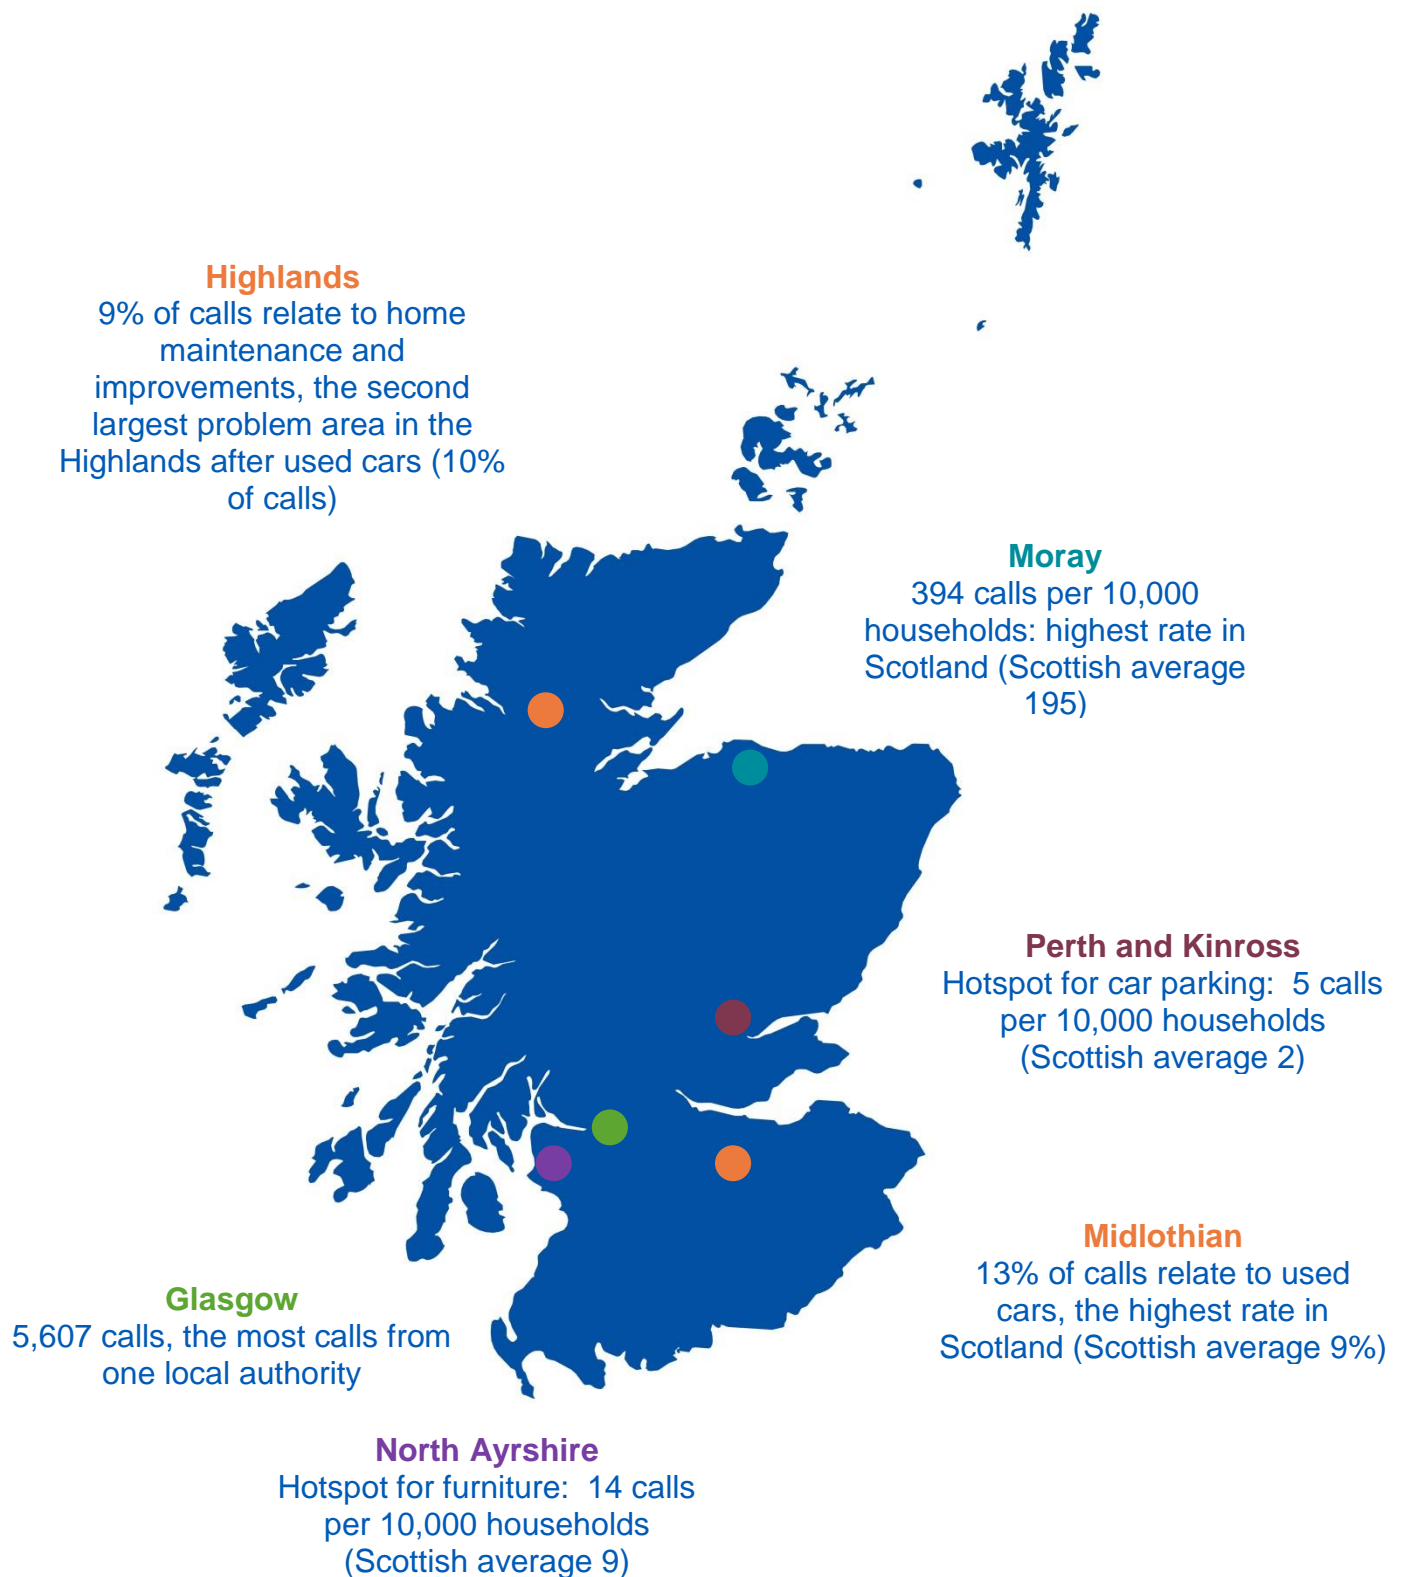 Highlands
9% of calls relate to home
maintenance and
improvements, the second
largest problem area in the
Highlands after used cars (10%
of calls)
Moray
394 calls per 10,000
households: highest rate in
Scotland (Scottish average
195)
Perth and Kinross
Hotspot for car parking:  5 calls
per 10,000 households
(Scottish average 2)
Midlothian
13% of calls relate to used
cars, the highest rate in
Scotland (Scottish average 9%)
Glasgow
5,607 calls, the most calls from
one local authority
North Ayrshire
Hotspot for furniture:  14 calls
per 10,000 households
(Scottish average 9)